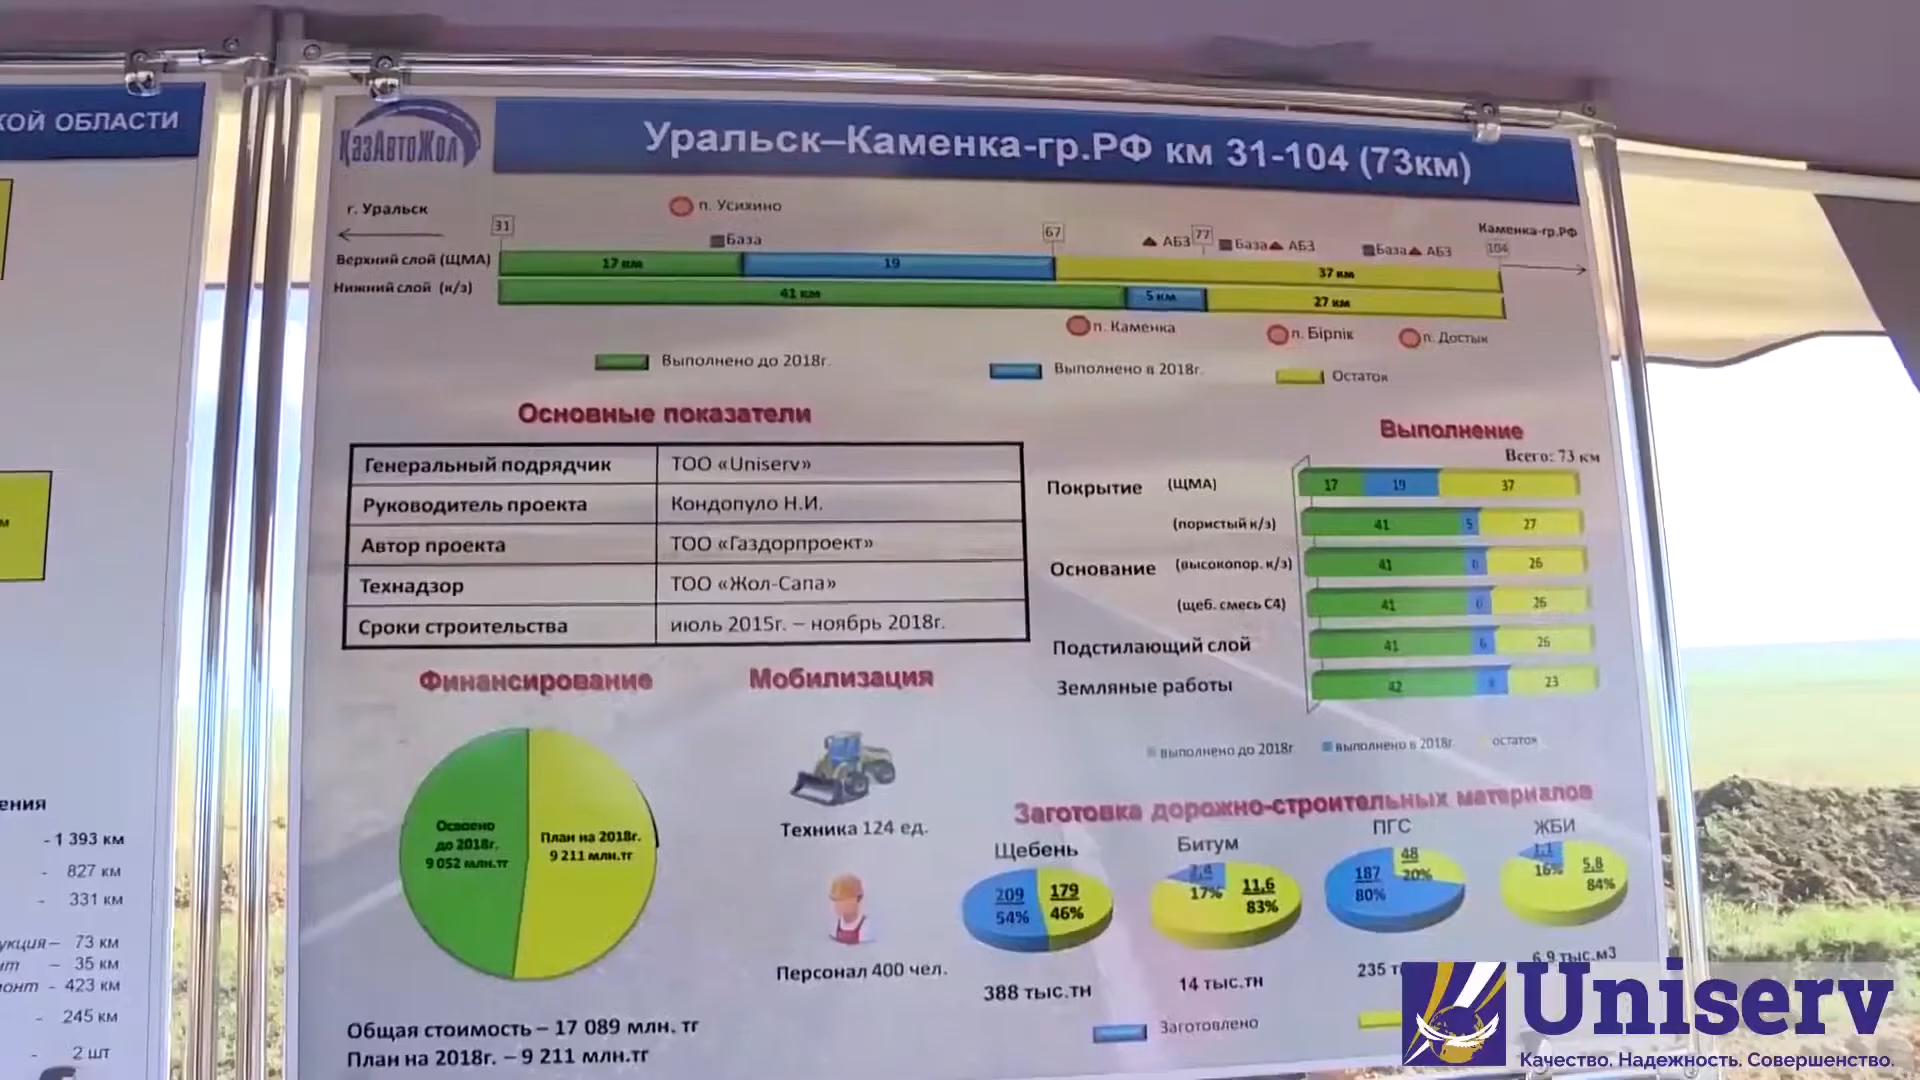 КОЙ ОБЛАСТИ
ения
- 1 393 км
- 827 км
- 331 км
укция – 73 км
– 35 км
монт - 423 км
- 245 км
- 2 шт
КазАвтоЖол
Уральск–Каменка-гр.РФ км 31-104 (73км)
г. Уральск
п. Усихино
Каменка-гр.РФ
31
База
67
АБЗ
77
База
АБЗ
База
АБЗ
104
Верхний слой (ЩМА)
17 км
19
37 км
Нижний слой (к/з)
41 км
5 км
27 км
п. Каменка
п. Бірлік
п. Достык
Выполнено до 2018г.
Выполнено в 2018г.
Остаток
Основные показатели
Генеральный подрядчик
ТОО «Uniserv»
Руководитель проекта
Кондопуло Н.И.
Автор проекта
ТОО «Газдорпроект»
Технадзор
ТОО «Жол-Сапа»
Сроки строительства
июль 2015г. – ноябрь 2018г.
Выполнение
Всего: 73 км
Покрытие (ЩМА)
17 19 37
(пористый к/з)
41 5 27
Основание (высокопор. к/з)
41 6 26
(щеб. смесь С4)
41 6 26
Подстилающий слой
41 6 26
Земляные работы
42 23
выполнено до 2018г
выполнено в 2018г.
остаток
Финансирование
Освоено
до 2018г.
9 052 млн.тг
План на 2018г.
9 211 млн.тг
Общая стоимость – 17 089 млн. тг
План на 2018г. – 9 211 млн.тг
Мобилизация
Техника 124 ед.
Персонал 400 чел.
Заготовка дорожно-строительных материалов
Щебень
209
54%
179
46%
388 тыс.тн
Битум
2,4
17%
11,6
83%
14 тыс.тн
ПГС
187
80%
48
20%
235 т
ЖБИ
1,1
16%
5,8
84%
6,9 тыс.м3
Заготовлено
Uniserv
Качество. Надежность. Совершенство.